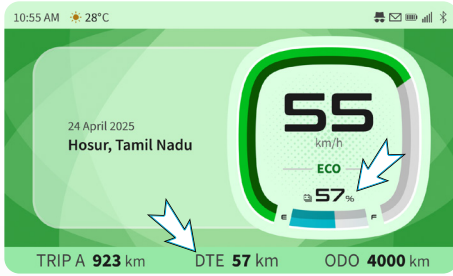 10:55 AM 28°C
24 April 2025
Hosur, Tamil Nadu
55
km/h
ECO
57%
E F
TRIP A 923 km DTE 57 km ODO 4000 km